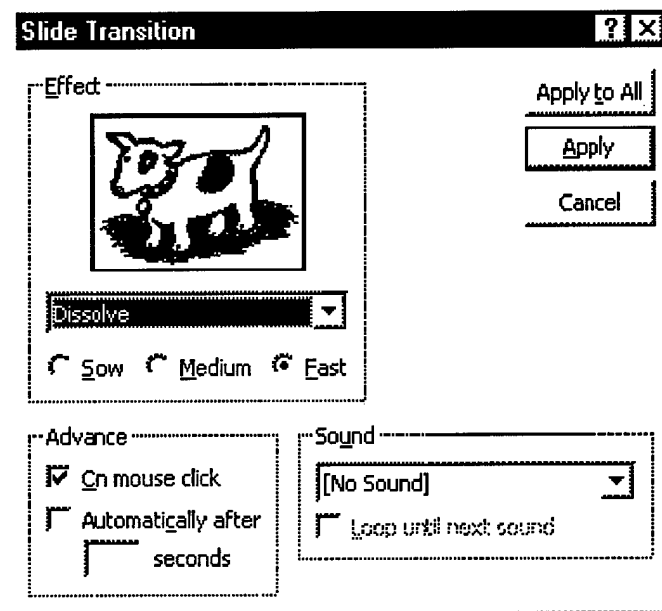 Slide Transition
Effect
Apply to All
Apply
Cancel
Dissolve
Sow Medium Fast
Advance
Cn mouse click
Automatically after
seconds
Sound
[No Sound]
Loop until next sound